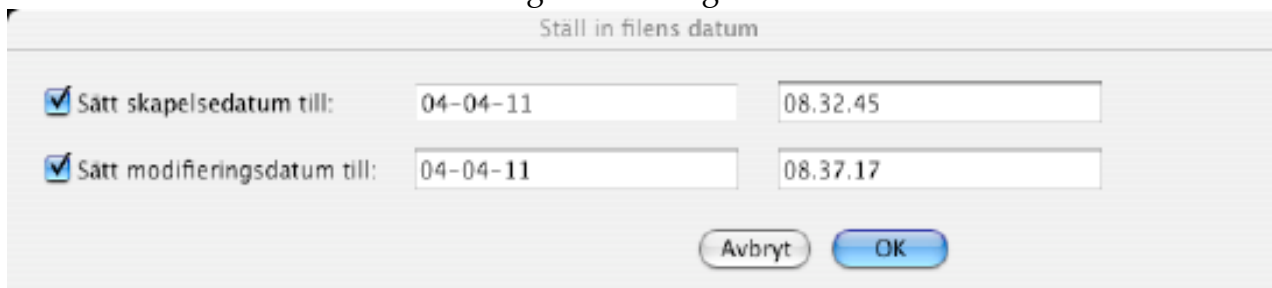 Ställ in filens datum
Sätt skapelsedatum till: 04-04-11 08.32.45
Sätt modifieringsdatum till: 04-04-11 08.37.17
Avbryt OK